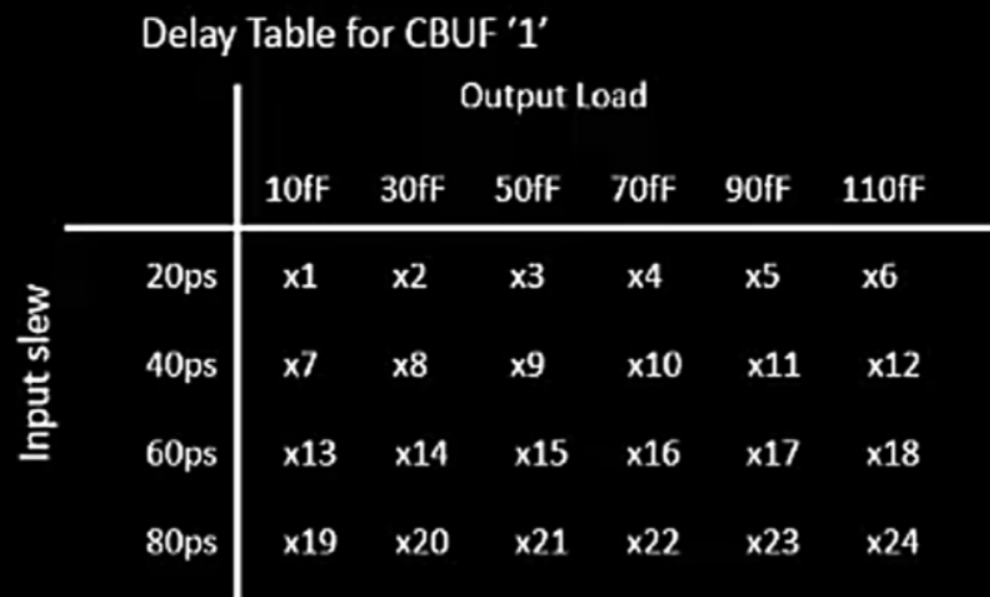 Delay Table for CBUF '1'
Output Load
10fF 30fF 50fF 70fF 90fF 110fF
Input slew
20ps x1 x2 x3 x4 x5 x6
40ps x7 x8 x9 x10 x11 x12
60ps x13 x14 x15 x16 x17 x18
80ps x19 x20 x21 x22 x23 x24